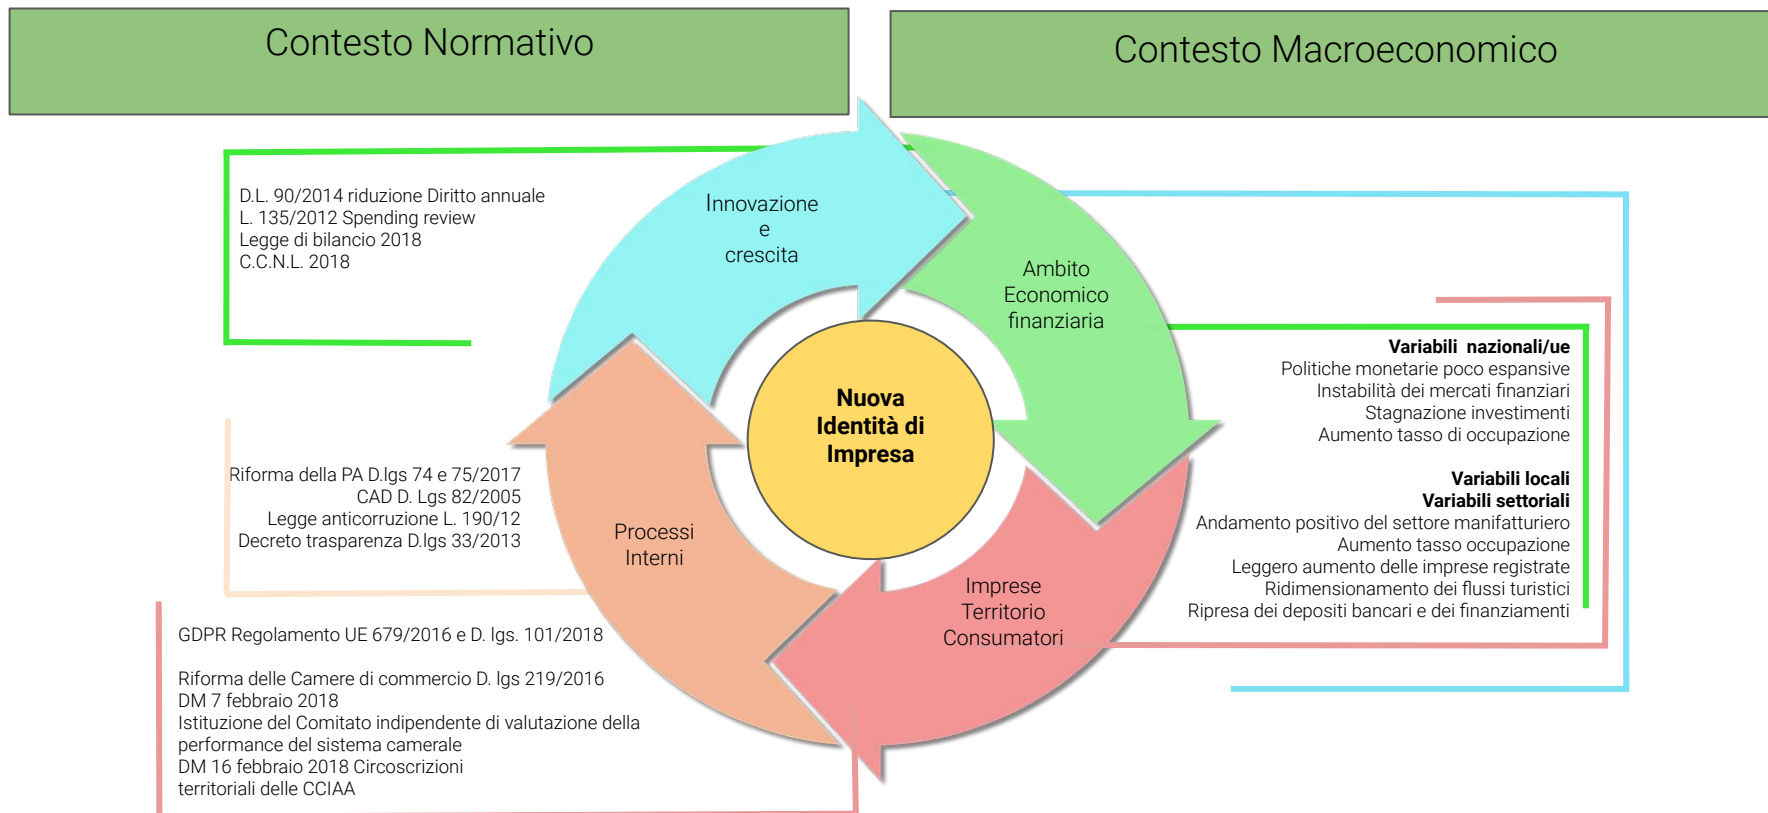 Contesto Normativo
Contesto Macroeconomico
D.L. 90/2014 riduzione Diritto annuale
L. 135/2012 Spending review
Legge di bilancio 2018
C.C.N.L. 2018
Riforma della PA D.lgs 74 e 75/2017
CAD D. Lgs 82/2005
Legge anticorruzione L. 190/12
Decreto trasparenza D.lgs 33/2013
GDPR Regolamento UE 679/2016 e D. lgs. 101/2018
Riforma delle Camere di commercio D. lgs 219/2016
DM 7 febbraio 2018
Istituzione del Comitato indipendente di valutazione della
performance del sistema camerale
DM 16 febbraio 2018 Circoscrizioni
territoriali delle CCIAA
Innovazione
e
crescita
Ambito
Economico
finanziaria
Nuova
Identità di
Impresa
Processi
Interni
Imprese
Territorio
Consumatori
Variabili nazionali/ue
Politiche monetarie poco espansive
Instabilità dei mercati finanziari
Stagnazione investimenti
Aumento tasso di occupazione
Variabili locali
Variabili settoriali
Andamento positivo del settore manifatturiero
Aumento tasso occupazione
Leggero aumento delle imprese registrate
Ridimensionamento dei flussi turistici
Ripresa dei depositi bancari e dei finanziamenti